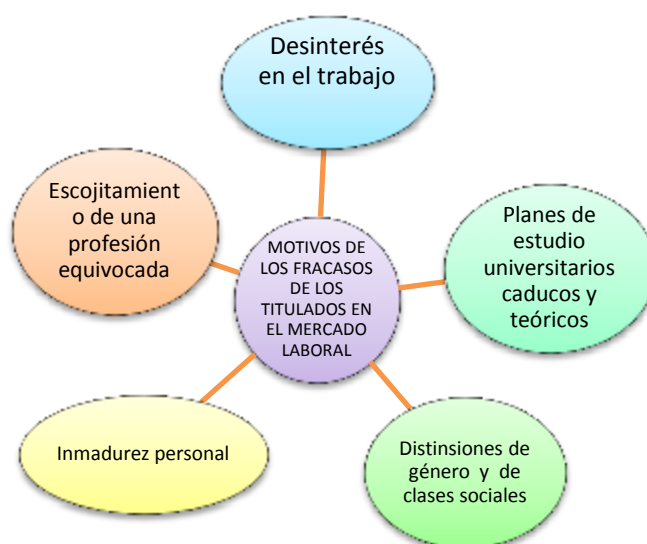 Desinterés
en el trabajo
Escojitamient
o de una
profesión
equivocada
MOTIVOS DE
LOS FRACASOS
DE LOS
TITULADOS EN
EL MERCADO
LABORAL
Planes de
estudio
universitarios
caducos y
teóricos
Inmadurez personal
Distinsiones de
género y de
clases sociales